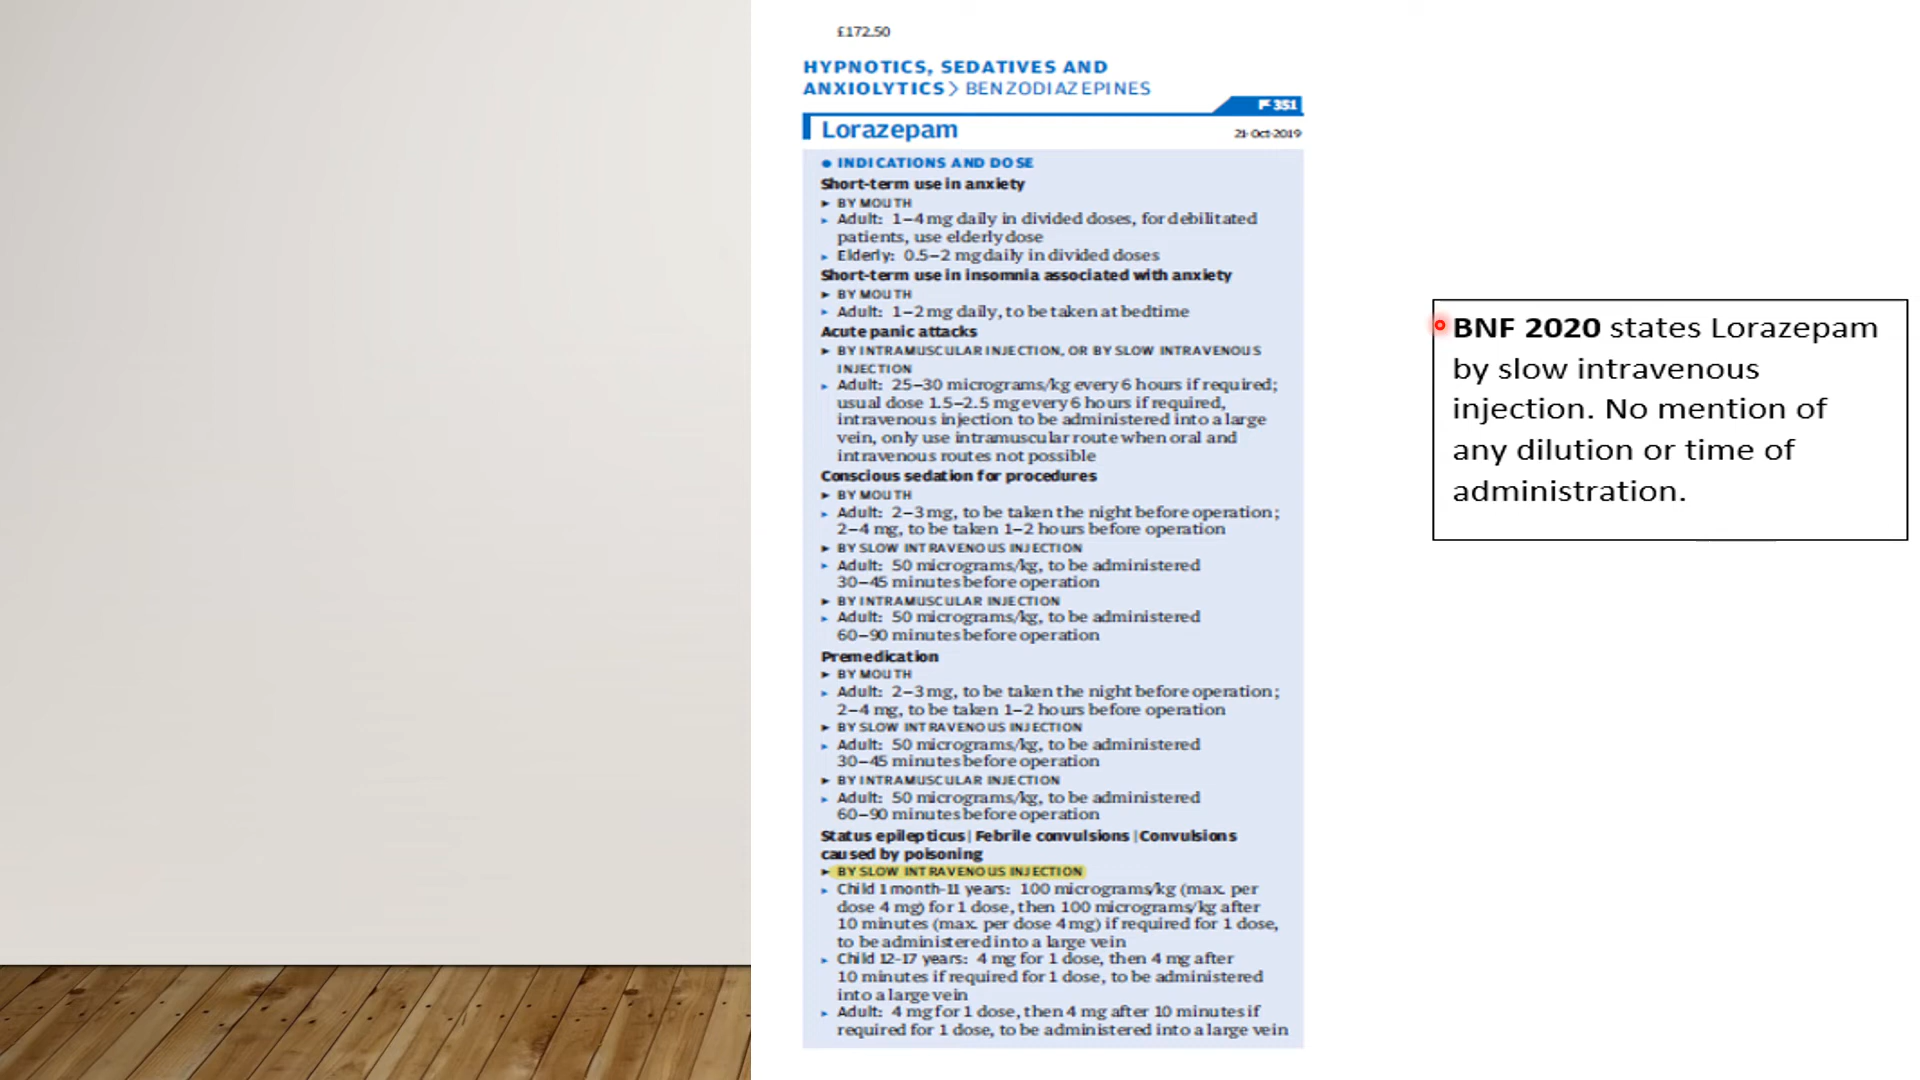 £172.50
HYPNOTICS, SEDATIVES AND
ANXIOLYTICS > BENZODIAZEPINES
F 351
Lorazepam
21-Oct-2019
● INDICATIONS AND DOSE
Short-term use in anxiety
▶ BY MOUTH
▶ Adult: 1–4 mg daily in divided doses, for debilitated
patients, use elderly dose
▶ Elderly: 0.5–2 mg daily in divided doses
Short-term use in insomnia associated with anxiety
▶ BY MOUTH
▶ Adult: 1–2 mg daily, to be taken at bedtime
Acute panic attacks
▶ BY INTRAMUSCULAR INJECTION, OR BY SLOW INTRAVENOUS
INJECTION
▶ Adult: 25–30 micrograms/kg every 6 hours if required;
usual dose 1.5–2.5 mg every 6 hours if required,
intravenous injection to be administered into a large
vein, only use intramuscular route when oral and
intravenous routes not possible
Conscious sedation for procedures
▶ BY MOUTH
▶ Adult: 2–3 mg, to be taken the night before operation;
2–4 mg, to be taken 1–2 hours before operation
▶ BY SLOW INTRAVENOUS INJECTION
▶ Adult: 50 micrograms/kg, to be administered
30–45 minutes before operation
▶ BY INTRAMUSCULAR INJECTION
▶ Adult: 50 micrograms/kg, to be administered
60–90 minutes before operation
Premedication
▶ BY MOUTH
▶ Adult: 2–3 mg, to be taken the night before operation;
2–4 mg, to be taken 1–2 hours before operation
▶ BY SLOW INTRAVENOUS INJECTION
▶ Adult: 50 micrograms/kg, to be administered
30–45 minutes before operation
▶ BY INTRAMUSCULAR INJECTION
▶ Adult: 50 micrograms/kg, to be administered
60–90 minutes before operation
Status epilepticus | Febrile convulsions | Convulsions
caused by poisoning
▶ BY SLOW INTRAVENOUS INJECTION
▶ Child 1 month–11 years: 100 micrograms/kg (max. per
dose 4 mg) for 1 dose, then 100 micrograms/kg after
10 minutes (max. per dose 4 mg) if required for 1 dose,
to be administered into a large vein
▶ Child 12–17 years: 4 mg for 1 dose, then 4 mg after
10 minutes if required for 1 dose, to be administered
into a large vein
▶ Adult: 4 mg for 1 dose, then 4 mg after 10 minutes if
required for 1 dose, to be administered into a large vein
BNF 2020 states Lorazepam
by slow intravenous
injection. No mention of
any dilution or time of
administration.